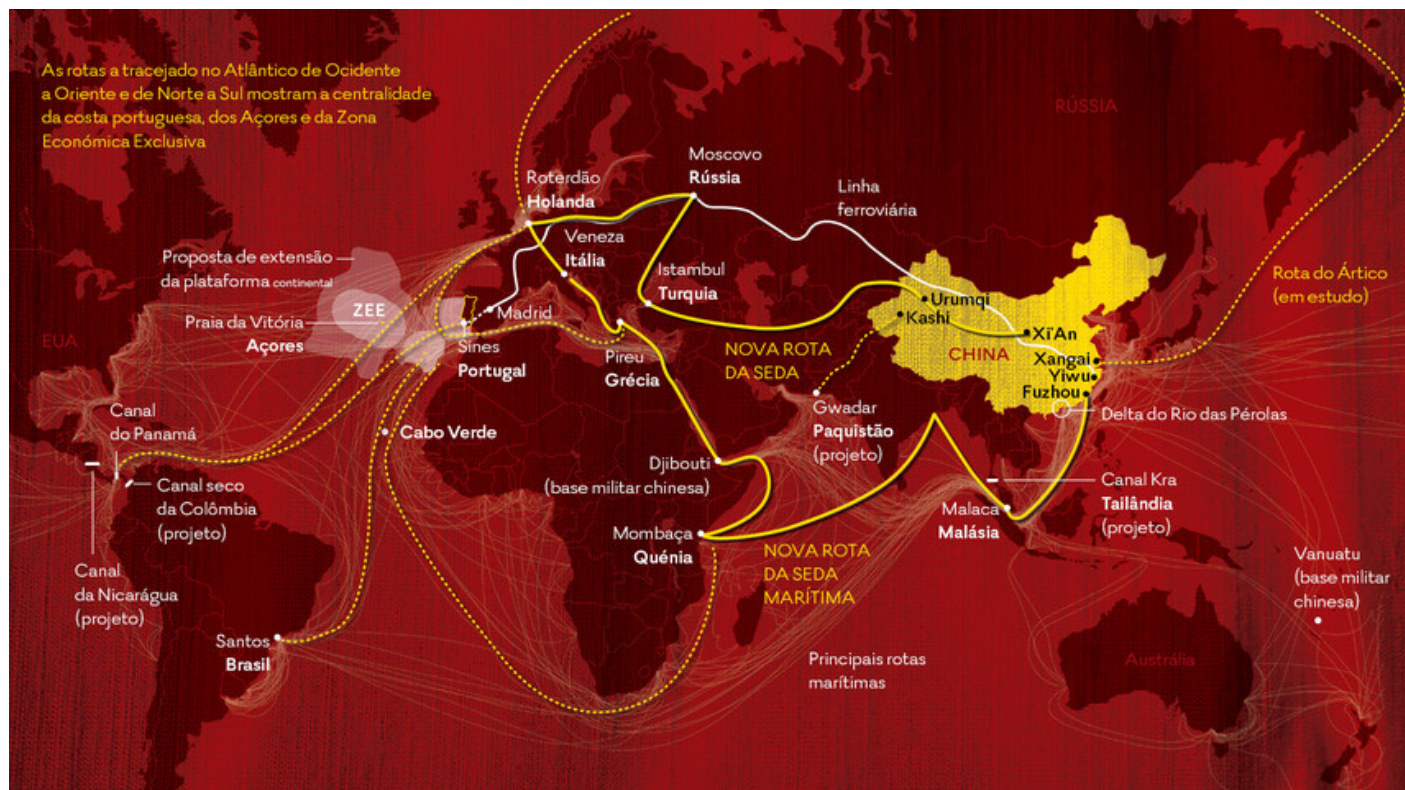 As rotas a tracejado no Atlântico de Ocidente
a Oriente e de Norte a Sul mostram a centralidade
da costa portuguesa, dos Açores e da Zona
Económica Exclusiva
RÚSSIA
Moscovo
Rússia
Roterdão
Holanda
Linha
ferroviária
Veneza
Itália
Proposta de extensão
da plataforma continental
Istambul
Turquia
Rota do Ártico
(em estudo)
ZEE
Urumqi
Kashi
Madrid
Praia da Vitória
Açores
EUA
Sines
Portugal
Xi'An
CHINA
Xangai
Yiwu
Fuzhou
NOVA ROTA
DA SEDA
Pireu
Grécia
Canal
do Panamá
Gwadar
Paquistão
(projeto)
Delta do Rio das Pérolas
Cabo Verde
Djibouti
(base militar chinesa)
Canal seco
da Colômbia
(projeto)
Canal Kra
Tailândia
(projeto)
Malaca
Malásia
Mombaça
Quénia
NOVA ROTA
DA SEDA
MARÍTIMA
Vanuatu
(base militar
chinesa)
Canal
da Nicarágua
(projeto)
Santos
Brasil
Principais rotas
marítimas
Austrália